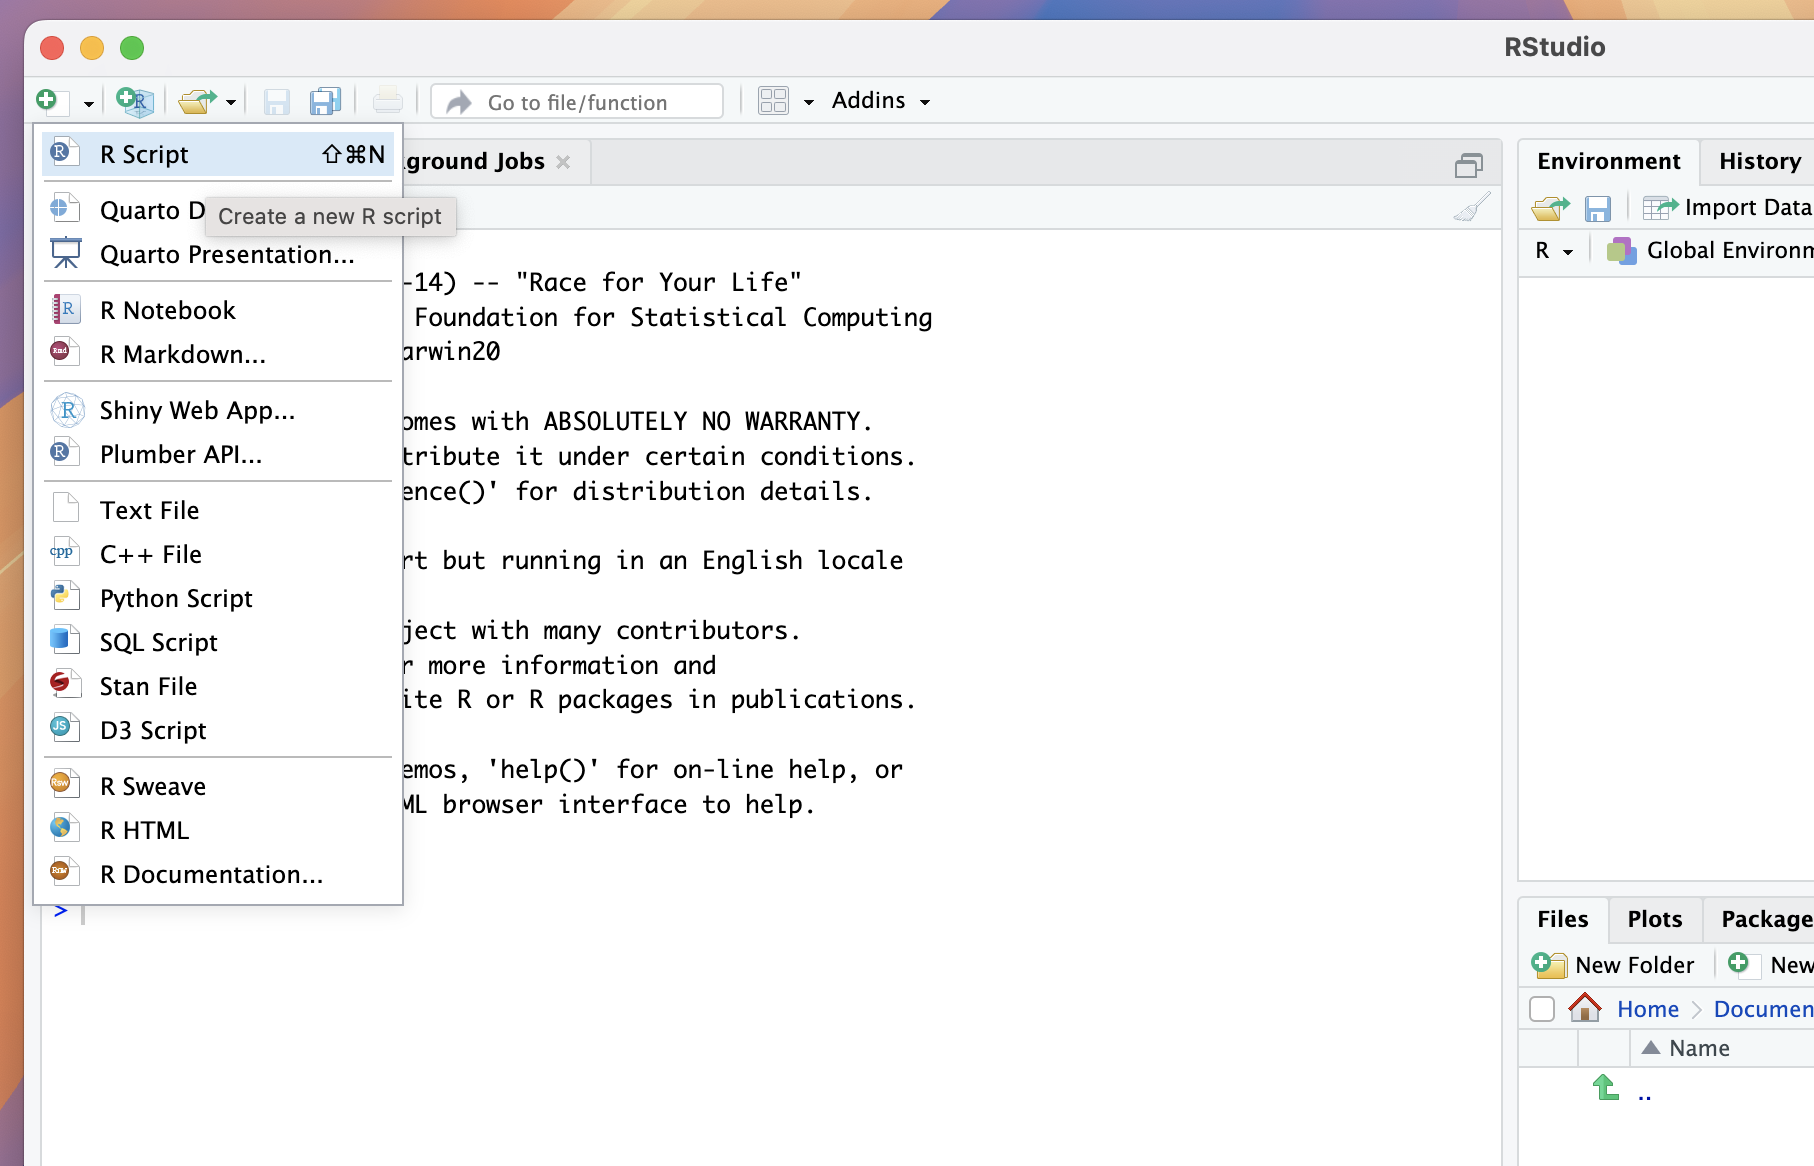 RStudio
Go to file/function
Addins
R Script ⇧⌘N
Quarto D
Create a new R script
Quarto Presentation...
R Notebook
R Markdown...
Shiny Web App...
Plumber API...
Text File
C++ File
Python Script
SQL Script
Stan File
D3 Script
R Sweave
R HTML
R Documentation...
ground Jobs
-14) -- "Race for Your Life"
Foundation for Statistical Computing
arwin20
omes with ABSOLUTELY NO WARRANTY.
tribute it under certain conditions.
ence()' for distribution details.
rt but running in an English locale
ject with many contributors.
r more information and
ite R or R packages in publications.
emos, 'help()' for on-line help, or
ML browser interface to help.
>
Environment History
Import Data
R Global Environm
Files Plots Package
New Folder New
Home Documen
Name
..